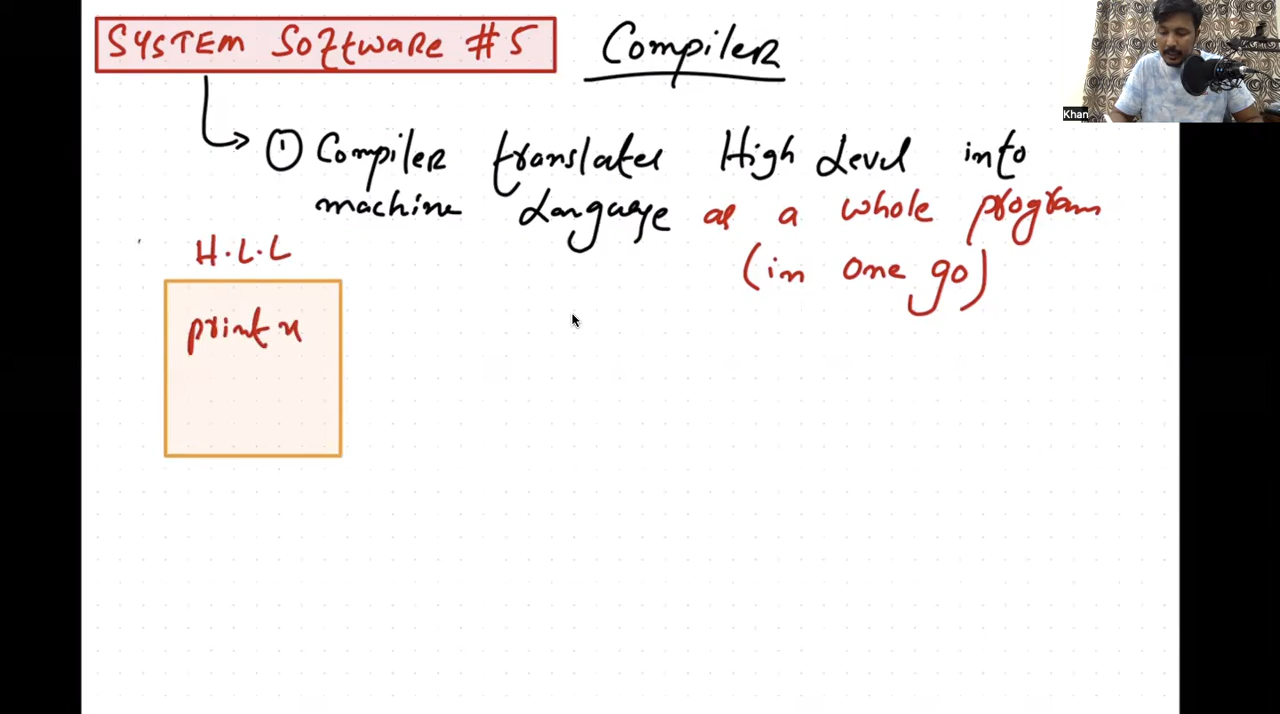 SYSTEM SOFTWARE #5 Compiler
① Compiler translates High Level into
machine Language as a whole program
(in one go)
H.L.L
print x
Khan